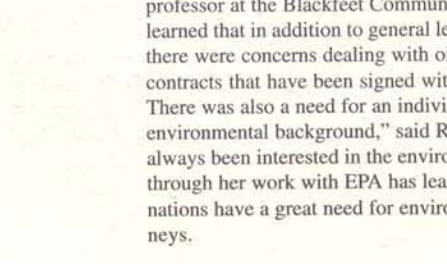 professor at the Blackfeet Commun
learned that in addition to general le
there were concerns dealing with o
contracts that have been signed wit
There was also a need for an indivi
environmental background,” said R
always been interested in the enviro
through her work with EPA has lea
nations have a great need for enviro
neys.